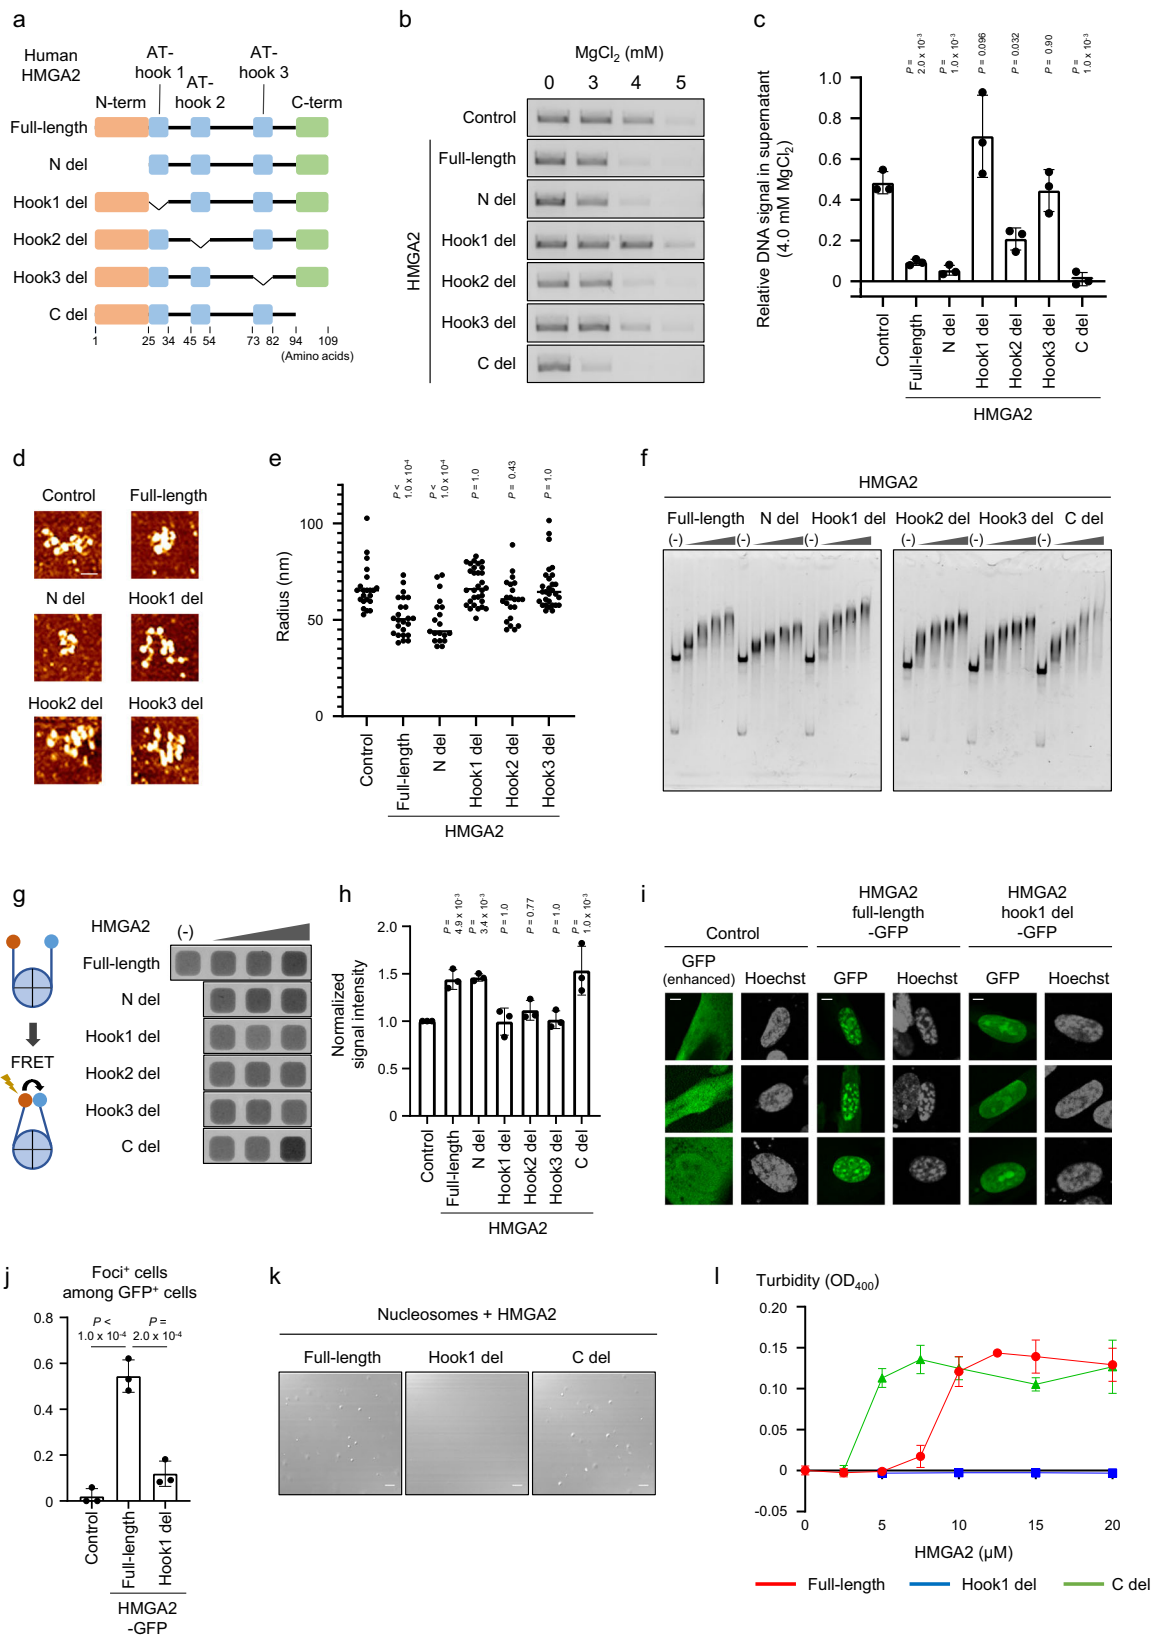 a
Human
HMGA2
AT-
hook 1
AT-
hook 2
AT-
hook 3
N-term
C-term
Full-length
N del
Hook1 del
Hook2 del
Hook3 del
C del
1 25 34 45 54 73 82 94 109
(Amino acids)
b
MgCl₂ (mM)
0 3 4 5
Control
HMGA2
Full-length
N del
Hook1 del
Hook2 del
Hook3 del
C del
c
P =
2.0 x 10⁻³
P =
1.0 x 10⁻³
P = 0.096
P = 0.032
P = 0.90
P =
1.0 x 10⁻³
Relative DNA signal in supernatant
(4.0 mM MgCl₂)
1.0
0.8
0.6
0.4
0.2
0
Control
Full-length
N del
Hook1 del
Hook2 del
Hook3 del
C del
HMGA2
d
Control Full-length
N del Hook1 del
Hook2 del Hook3 del
e
P <
1.0 x 10⁻⁴
P <
1.0 x 10⁻⁴
P = 1.0
P = 0.43
P = 1.0
Radius (nm)
100
50
0
Control
Full-length
N del
Hook1 del
Hook2 del
Hook3 del
HMGA2
f
HMGA2
Full-length N del Hook1 del Hook2 del Hook3 del C del
(-) (-) (-) (-) (-) (-)
g
FRET
HMGA2 (-)
Full-length
N del
Hook1 del
Hook2 del
Hook3 del
C del
h
P =
4.9 x 10⁻³
P =
3.4 x 10⁻³
P = 1.0
P = 0.77
P = 1.0
P =
1.0 x 10⁻³
Normalized
signal intensity
2.0
1.5
1.0
0.5
0
Control
Full-length
N del
Hook1 del
Hook2 del
Hook3 del
C del
HMGA2
i
Control
HMGA2
full-length
-GFP
HMGA2
hook1 del
-GFP
GFP
(enhanced)
Hoechst
GFP
Hoechst
GFP
Hoechst
j
Foci⁺ cells
among GFP⁺ cells
P <
1.0 x 10⁻⁴
P =
2.0 x 10⁻⁴
0.8
0.6
0.4
0.2
0
Control
Full-length
Hook1 del
HMGA2
-GFP
k
Nucleosomes + HMGA2
Full-length Hook1 del C del
l
Turbidity (OD₄₀₀)
0.20
0.15
0.10
0.05
0
-0.05
0 5 10 15 20
HMGA2 (µM)
Full-length Hook1 del C del